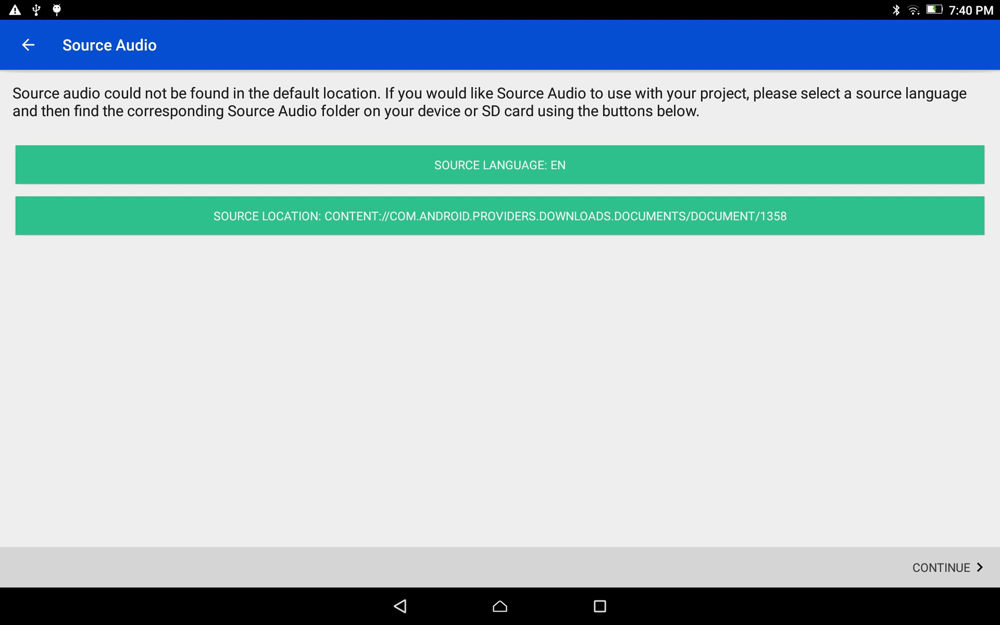 7:40 PM
Source Audio
Source audio could not be found in the default location. If you would like Source Audio to use with your project, please select a source language
and then find the corresponding Source Audio folder on your device or SD card using the buttons below.
SOURCE LANGUAGE: EN
SOURCE LOCATION: CONTENT://COM.ANDROID.PROVIDERS.DOWNLOADS.DOCUMENTS/DOCUMENT/1358
CONTINUE